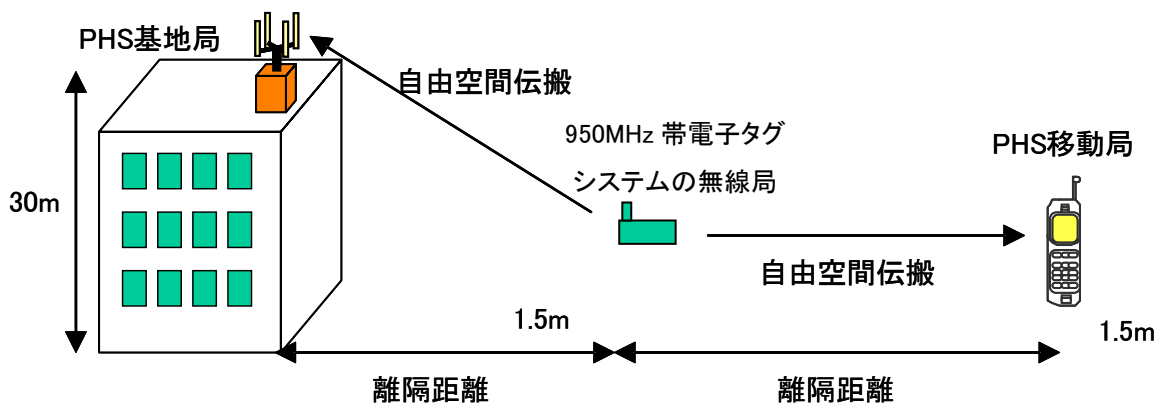 PHS基地局
自由空間伝搬
950MHz 帯電子タグ
システムの無線局
PHS移動局
30m
自由空間伝搬
1.5m
1.5m
離隔距離
離隔距離